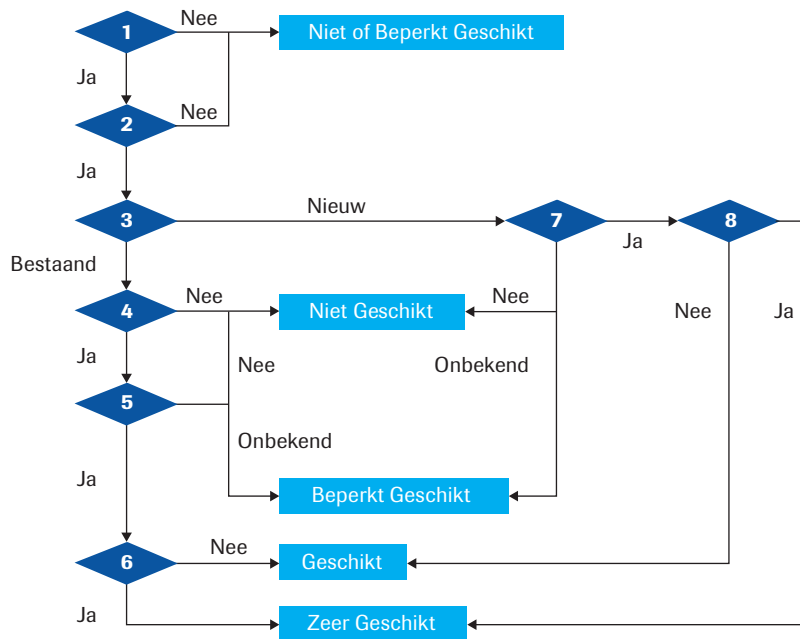 1
Nee
Niet of Beperkt Geschikt
Ja
2
Nee
Ja
3
Nieuw
7
Ja
8
Bestaand
4
Nee
Niet Geschikt
Nee
Nee
Ja
Ja
Nee
Onbekend
5
Onbekend
Ja
Beperkt Geschikt
6
Nee
Geschikt
Ja
Zeer Geschikt